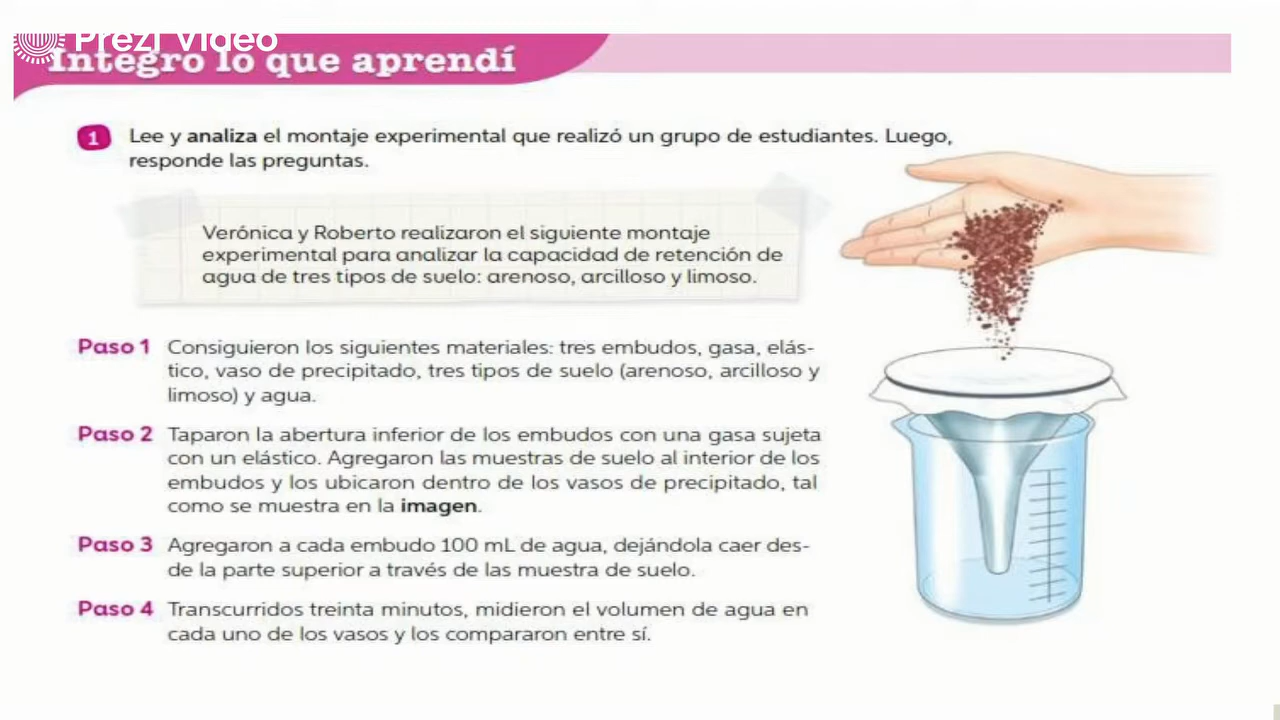 Prezi Video
Integro lo que aprendí
1 Lee y analiza el montaje experimental que realizó un grupo de estudiantes. Luego,
responde las preguntas.
Verónica y Roberto realizaron el siguiente montaje
experimental para analizar la capacidad de retención de
agua de tres tipos de suelo: arenoso, arcilloso y limoso.
Paso 1 Consiguieron los siguientes materiales: tres embudos, gasa, elás-
tico, vaso de precipitado, tres tipos de suelo (arenoso, arcilloso y
limoso) y agua.
Paso 2 Taparon la abertura inferior de los embudos con una gasa sujeta
con un elástico. Agregaron las muestras de suelo al interior de los
embudos y los ubicaron dentro de los vasos de precipitado, tal
como se muestra en la imagen.
Paso 3 Agregaron a cada embudo 100 mL de agua, dejándola caer des-
de la parte superior a través de las muestra de suelo.
Paso 4 Transcurridos treinta minutos, midieron el volumen de agua en
cada uno de los vasos y los compararon entre sí.